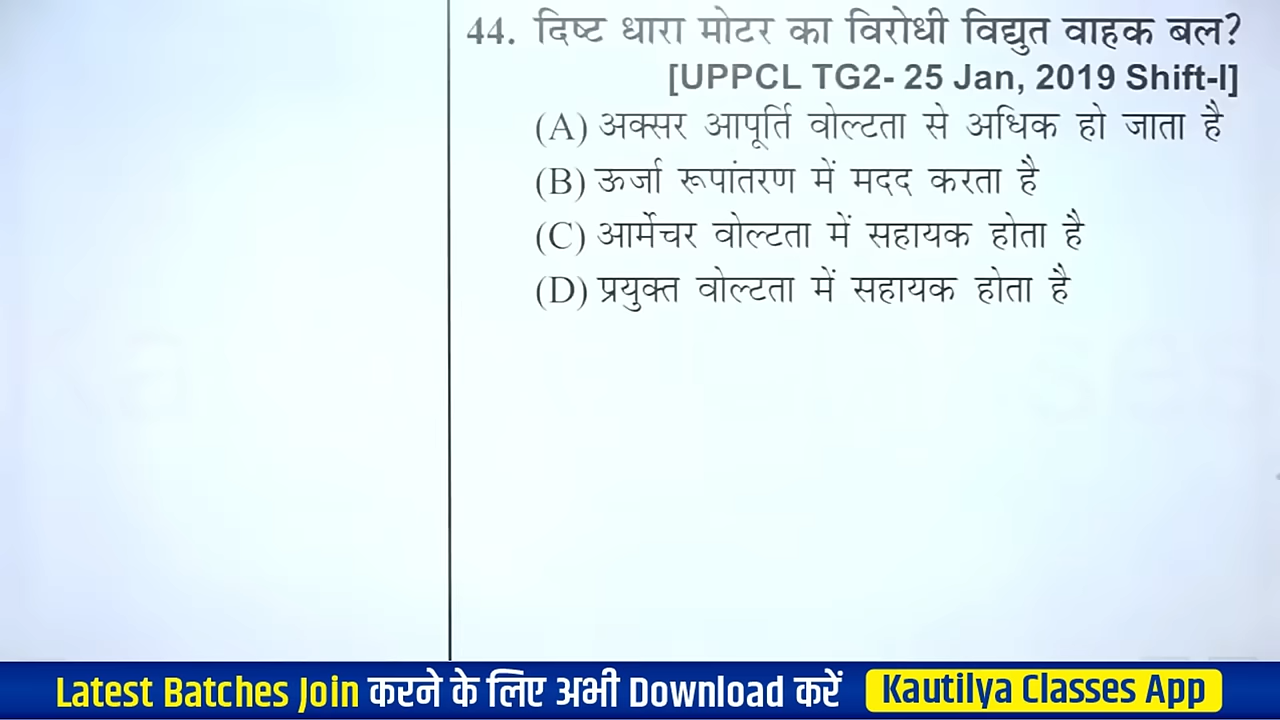 44. दिष्ट धारा मोटर का विरोधी विद्युत वाहक बल?
[UPPCL TG2- 25 Jan, 2019 Shift-I]
(A) अक्सर आपूर्ति वोल्टता से अधिक हो जाता है
(B) ऊर्जा रूपांतरण में मदद करता है
(C) आर्मेचर वोल्टता में सहायक होता है
(D) प्रयुक्त वोल्टता में सहायक होता है
Latest Batches Join करने के लिए अभी Download करें Kautilya Classes App